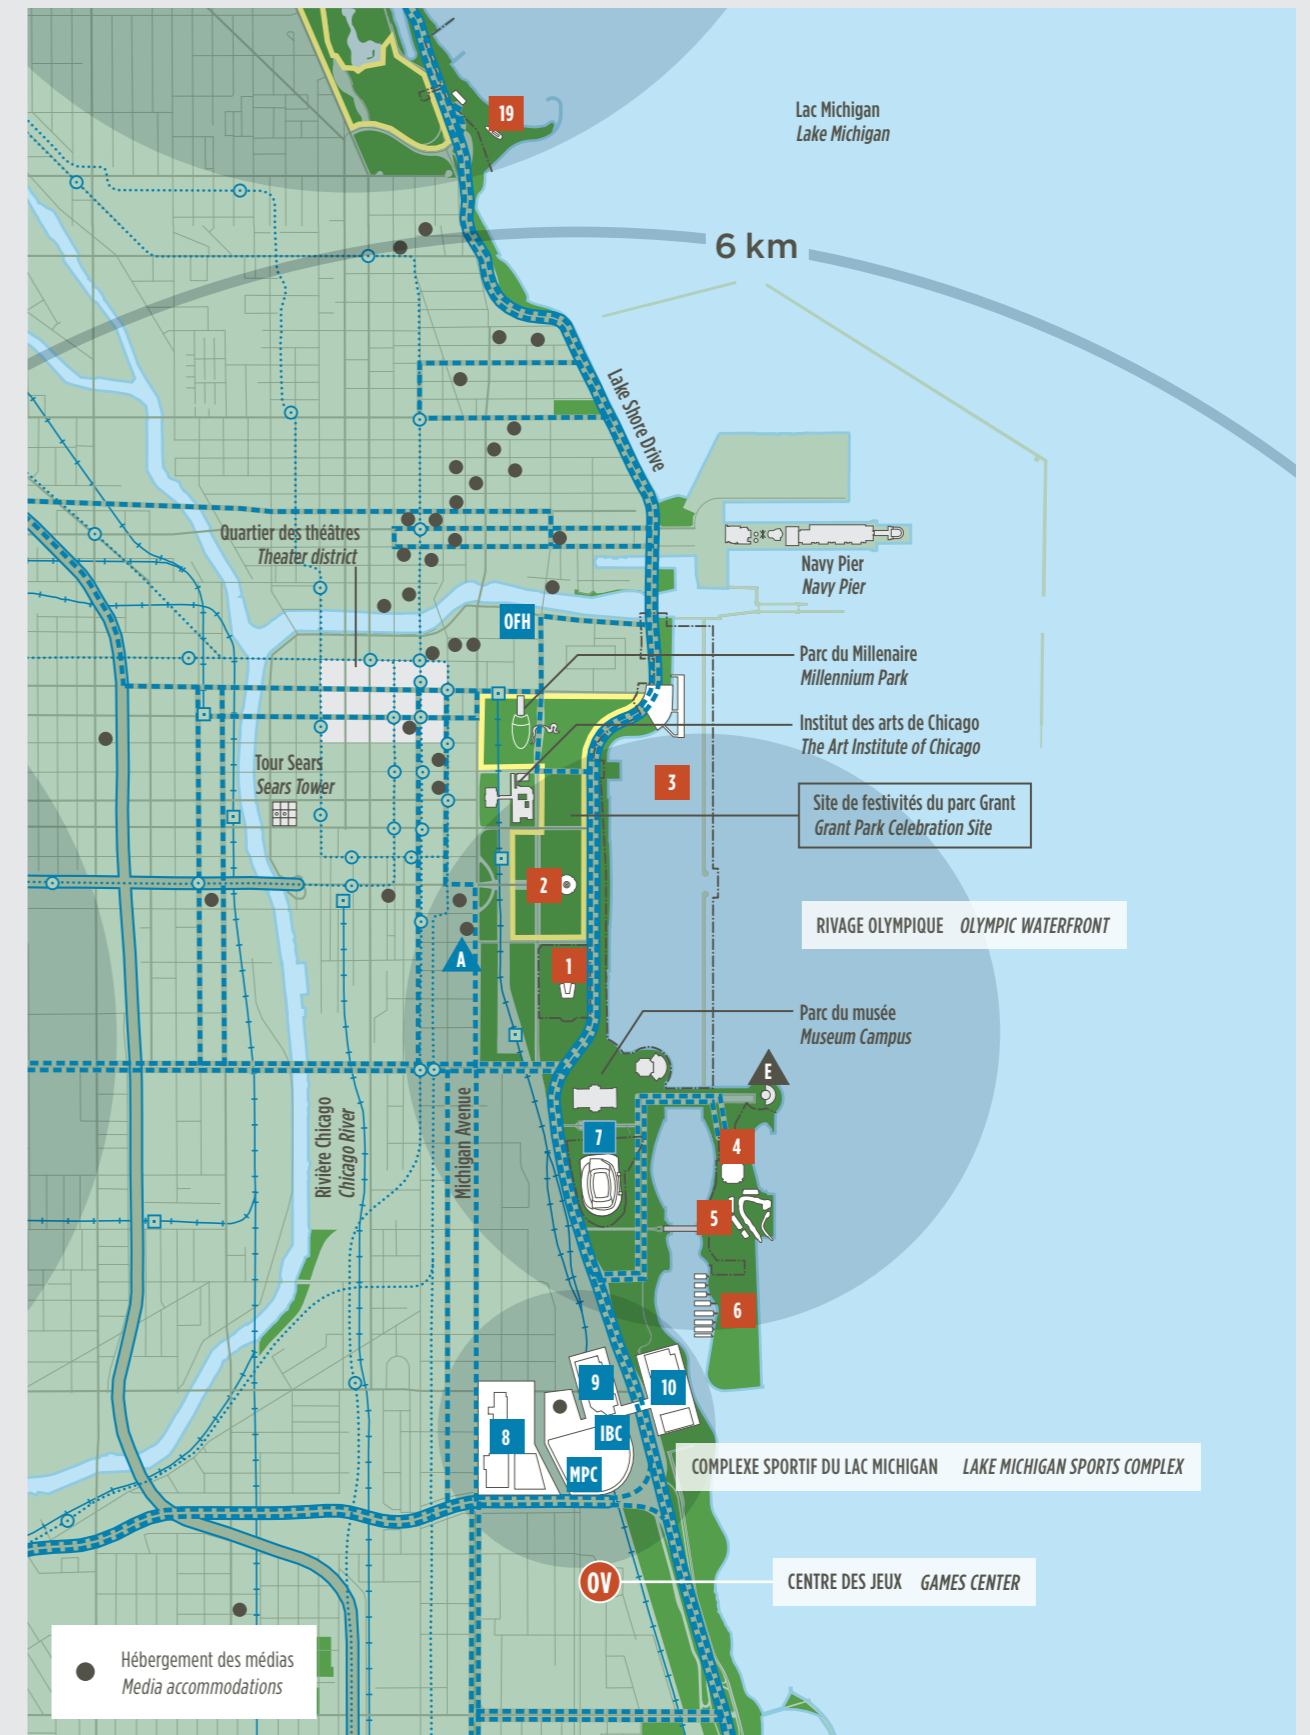 19
Lac Michigan
Lake Michigan
6 km
Lake Shore Drive
Quartier des théâtres
Theater district
Navy Pier
Navy Pier
OFH
Parc du Millenaire
Millennium Park
Institut des arts de Chicago
The Art Institute of Chicago
Tour Sears
Sears Tower
3
Site de festivités du parc Grant
Grant Park Celebration Site
2
RIVAGE OLYMPIQUE OLYMPIC WATERFRONT
A
1
Parc du musée
Museum Campus
E
Rivière Chicago
Chicago River
Michigan Avenue
7
4
5
6
9
10
8
IBC
MPC
COMPLEXE SPORTIF DU LAC MICHIGAN LAKE MICHIGAN SPORTS COMPLEX
OV
CENTRE DES JEUX GAMES CENTER
Hébergement des médias
Media accommodations